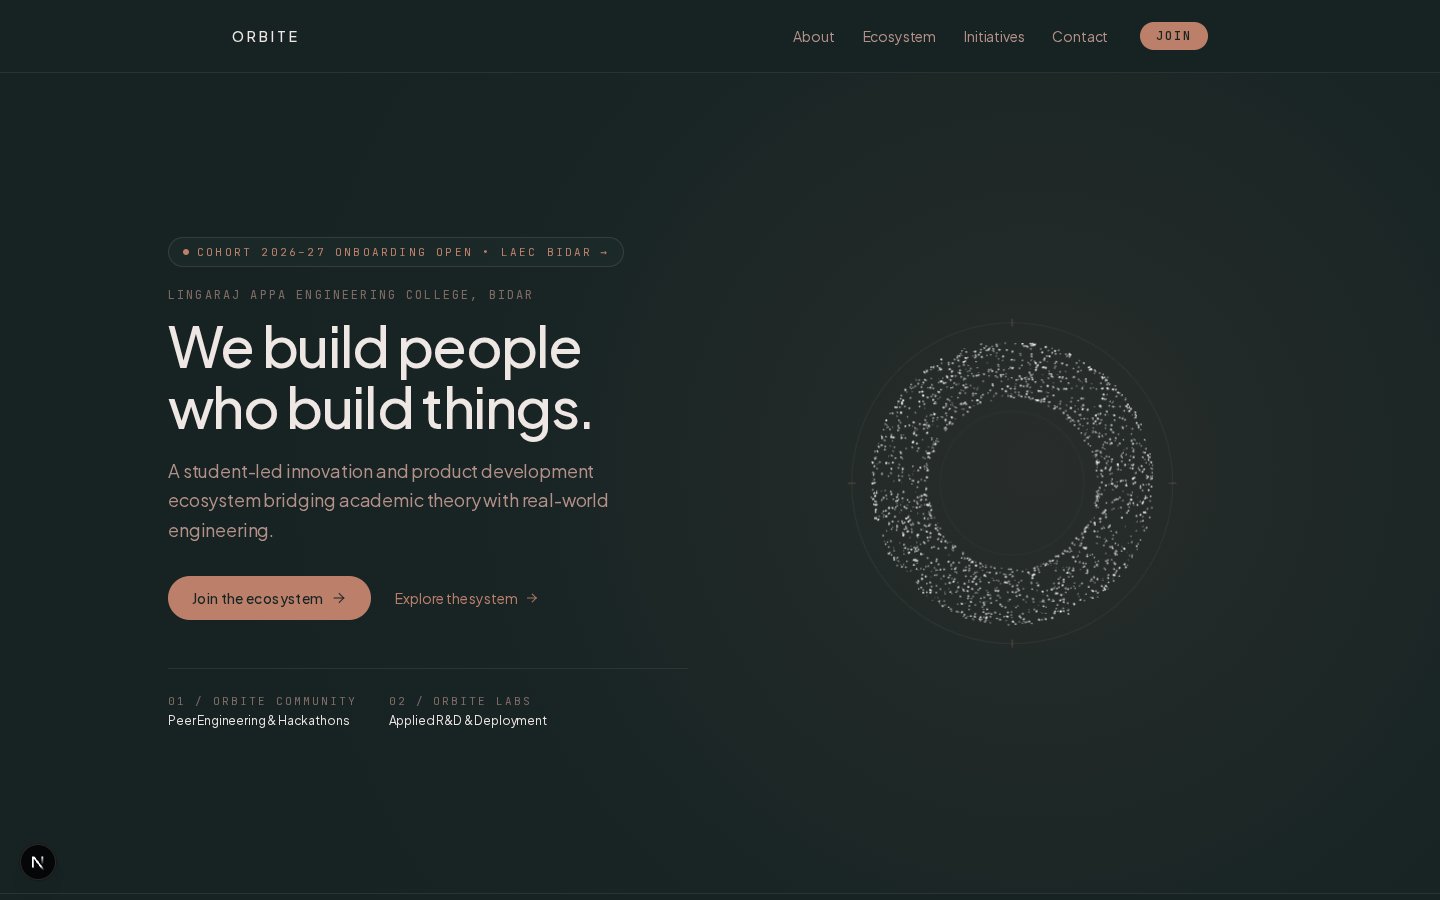 ORBITE
About Ecosystem Initiatives Contact JOIN
COHORT 2026–27 ONBOARDING OPEN • LAEC BIDAR →
LINGARAJ APPA ENGINEERING COLLEGE, BIDAR
We build people
who build things.
A student-led innovation and product development
ecosystem bridging academic theory with real-world
engineering.
Join the ecosystem →
Explore the system →
01 / ORBITE COMMUNITY
Peer Engineering & Hackathons
02 / ORBITE LABS
Applied R&D & Deployment
N